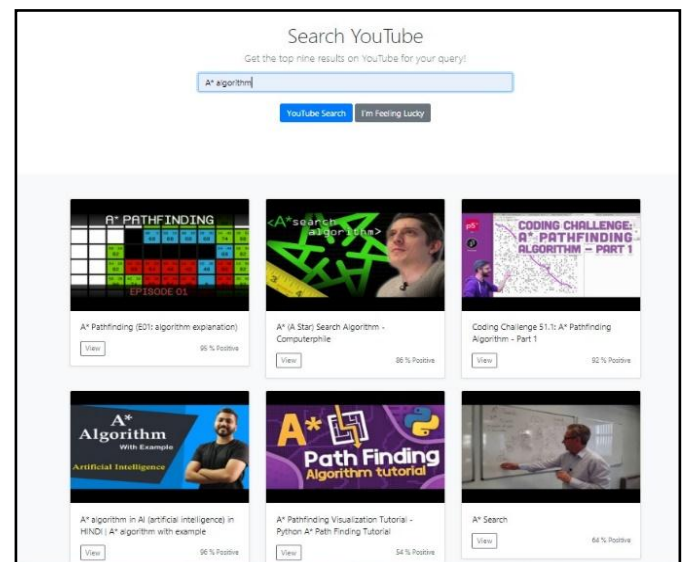 Search YouTube
Get the top nine results on YouTube for your query!
A* algorithm
YouTube Search I'm Feeling Lucky
A* PATHFINDING
EPISODE 01
A* Pathfinding (E01: algorithm explanation)
View 95 % Positive
<A*search
algorithm>
A* (A Star) Search Algorithm -
Computerphile
View 86 % Positive
CODING CHALLENGE:
A* PATHFINDING
ALGORITHM - PART 1
Coding Challenge 51.1: A* Pathfinding
Algorithm - Part 1
View 92 % Positive
A*
Algorithm
With Example
Artificial Intelligence
A* algorithm in AI (artificial intelligence) in
HINDI | A* algorithm with example
View 96 % Positive
A*
Path Finding
Algorithm tutorial
A* Pathfinding Visualization Tutorial -
Python A* Path Finding Tutorial
View 54 % Positive
A* Search
View 64 % Positive